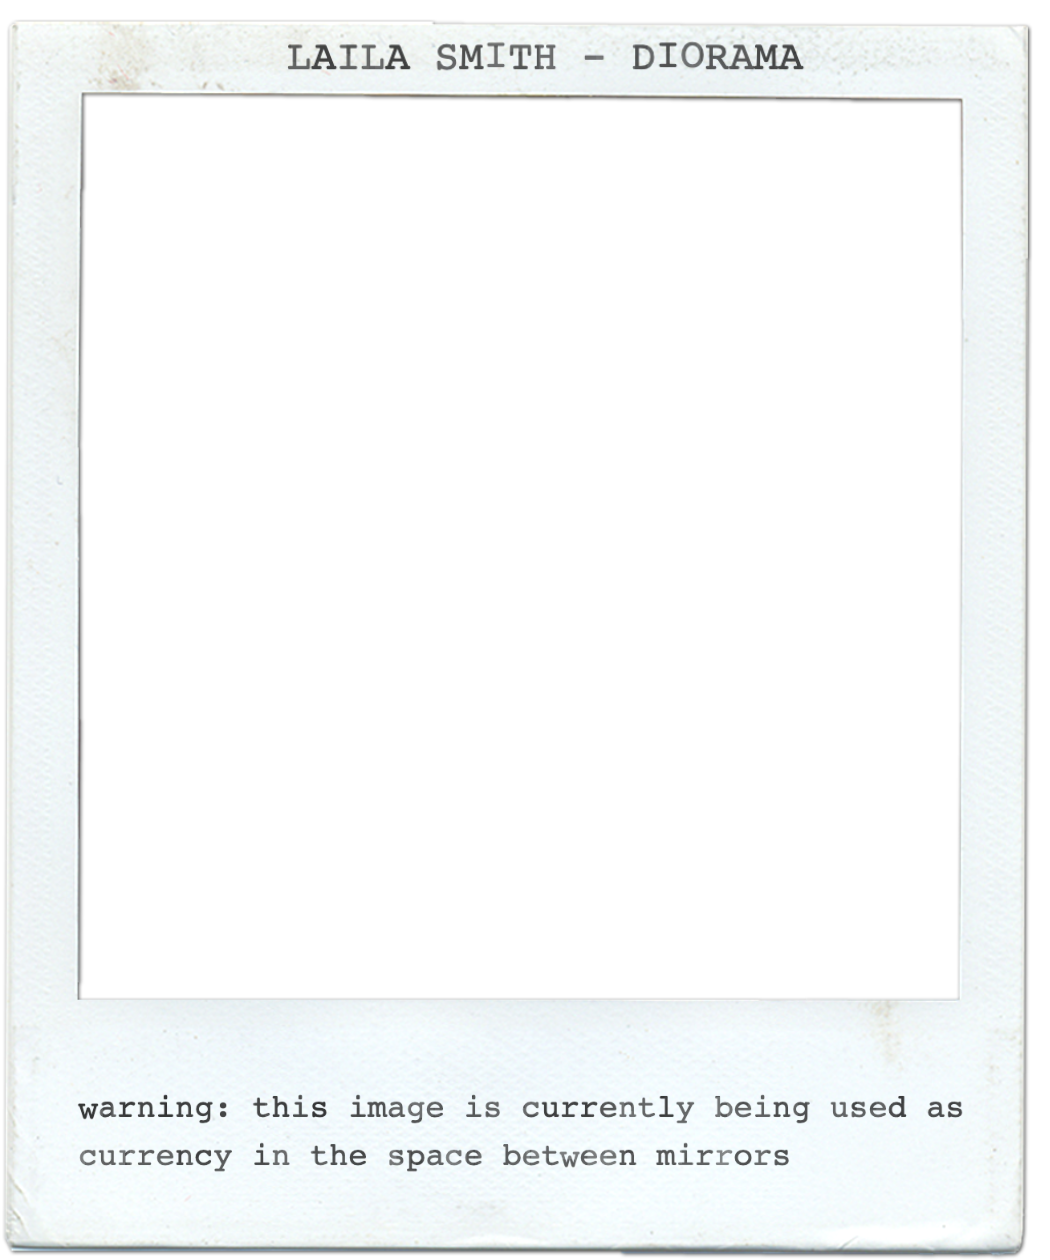 LAILA SMITH – DIORAMA
warning: this image is currently being used as
currency in the space between mirrors